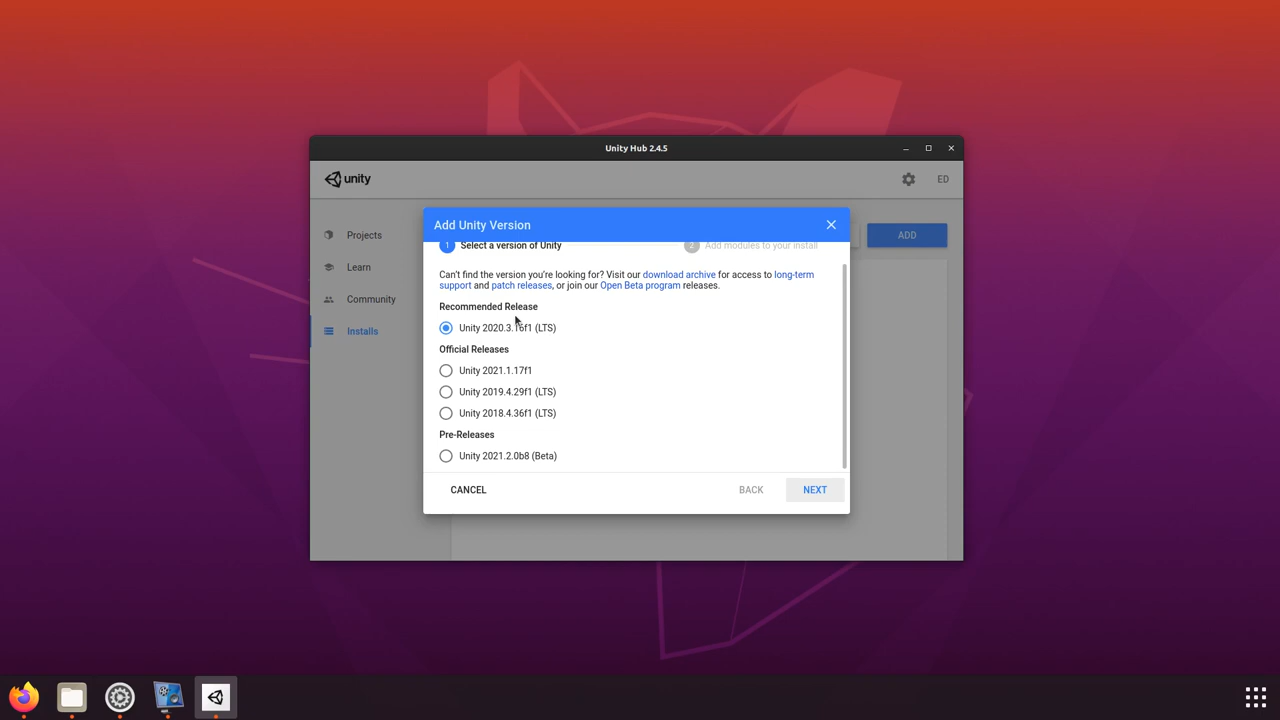 Unity Hub 2.4.5
unity
ED
Projects
Learn
Community
Installs
ADD
Add Unity Version
1 Select a version of Unity
2 Add modules to your install
Can't find the version you're looking for? Visit our download archive for access to long-term
support and patch releases, or join our Open Beta program releases.
Recommended Release
Unity 2020.3.16f1 (LTS)
Official Releases
Unity 2021.1.17f1
Unity 2019.4.29f1 (LTS)
Unity 2018.4.36f1 (LTS)
Pre-Releases
Unity 2021.2.0b8 (Beta)
CANCEL
BACK
NEXT